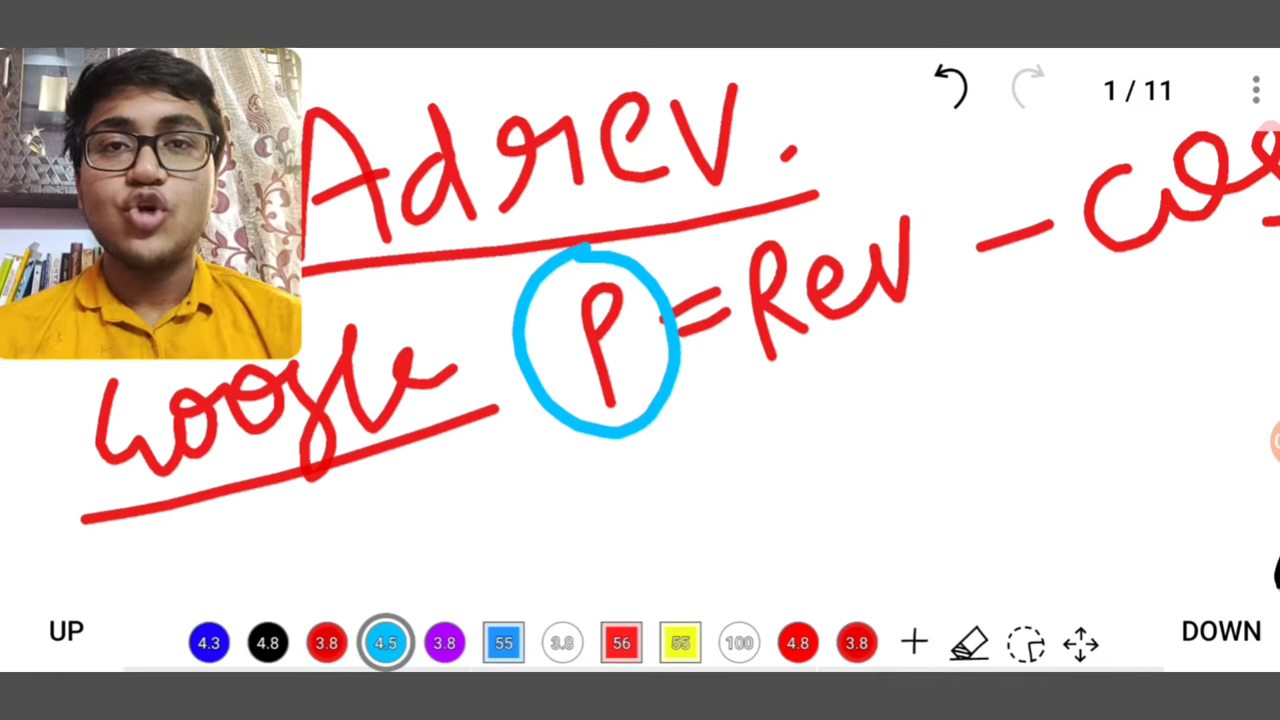 1 / 11
Adrev.
P = Rev - cos
Google
UP
4.3 4.8 3.8 4.5 3.8 55 3.8 56 55 100 4.8 3.8
DOWN